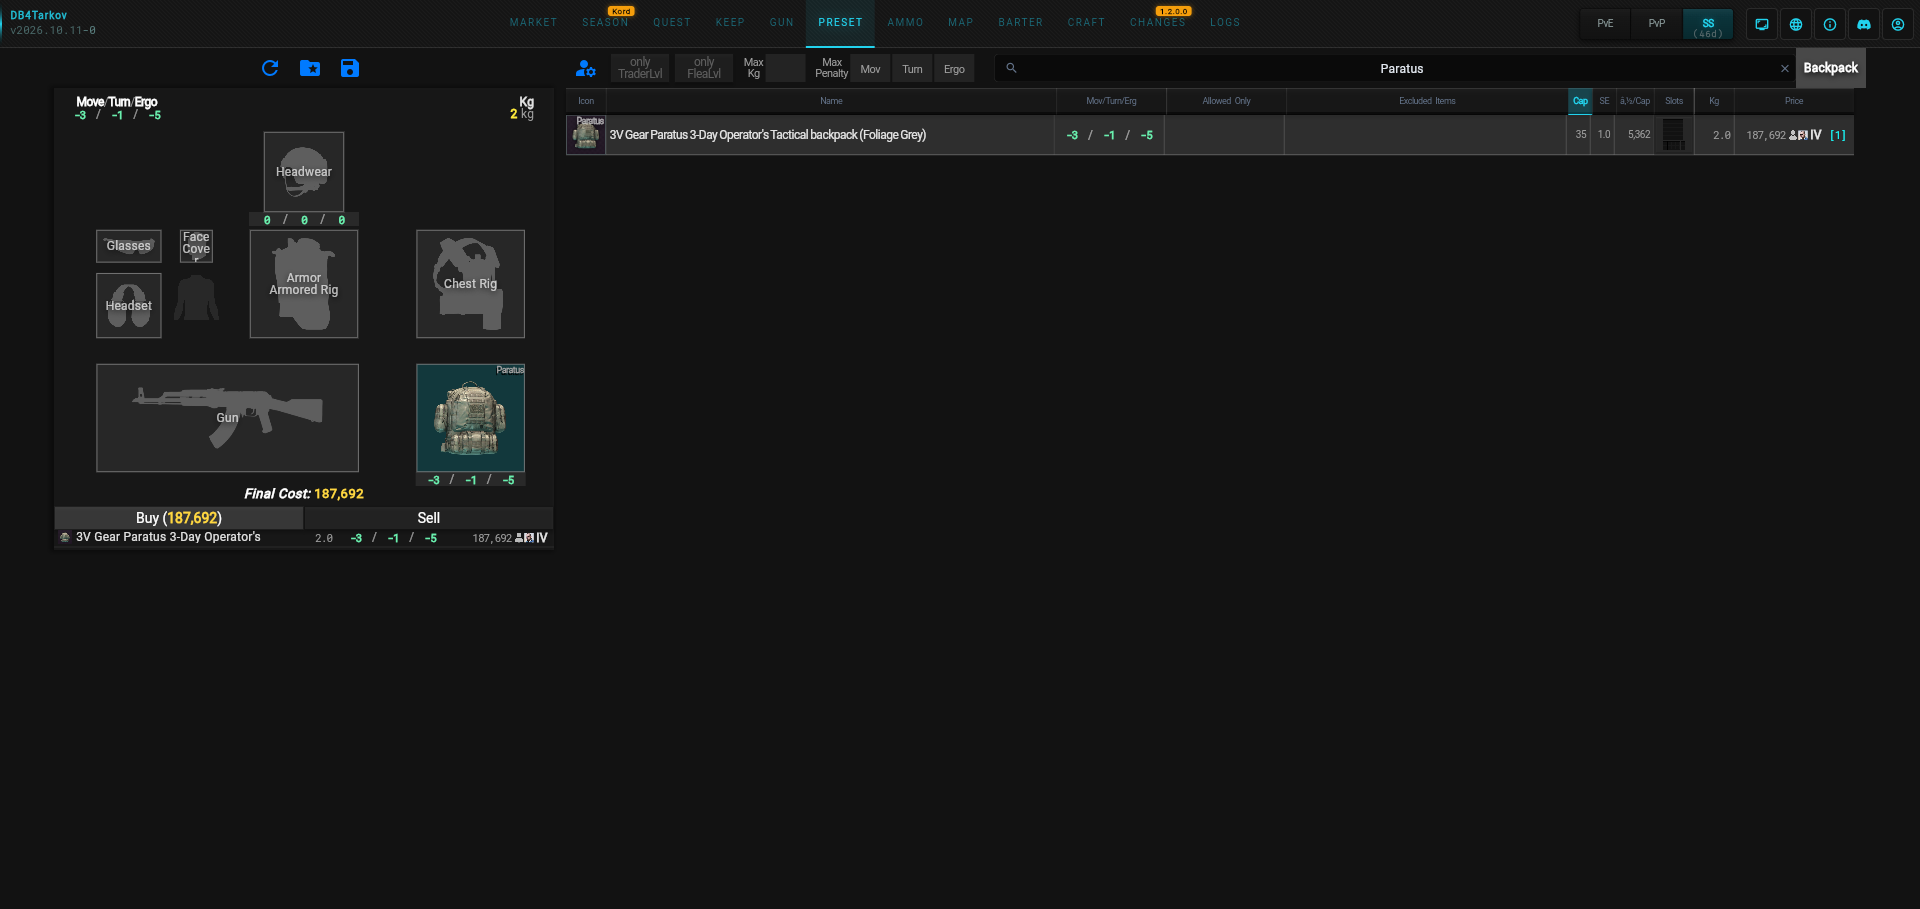 DB4Tarkov
v2026.10.11-0
MARKET
SEASON
Kord
QUEST
KEEP
GUN
PRESET
AMMO
MAP
BARTER
CRAFT
CHANGES
1.2.0.0
LOGS
PvE
PvP
SS
(46d)
only
TraderLvl
only
FleaLvl
Max
Kg
Max
Penalty
Mov
Turn
Ergo
Paratus
Backpack
Move/Turn/Ergo
-3 / -1 / -5
Kg
2 kg
Headwear
0 / 0 / 0
Glasses
Face
Cove
r
Headset
Armor
Armored Rig
Chest Rig
Gun
Paratus
-3 / -1 / -5
Final Cost: 187,692
Buy (187,692)
Sell
3V Gear Paratus 3-Day Operator's 2.0 -3 / -1 / -5 187,692 IV
Icon Name Mov/Turn/Erg Allowed Only Excluded Items Cap SE â‚½/Cap Slots Kg Price
Paratus
3V Gear Paratus 3-Day Operator's Tactical backpack (Foliage Grey) -3 / -1 / -5 35 1.0 5,362 2.0 187,692 IV [1]